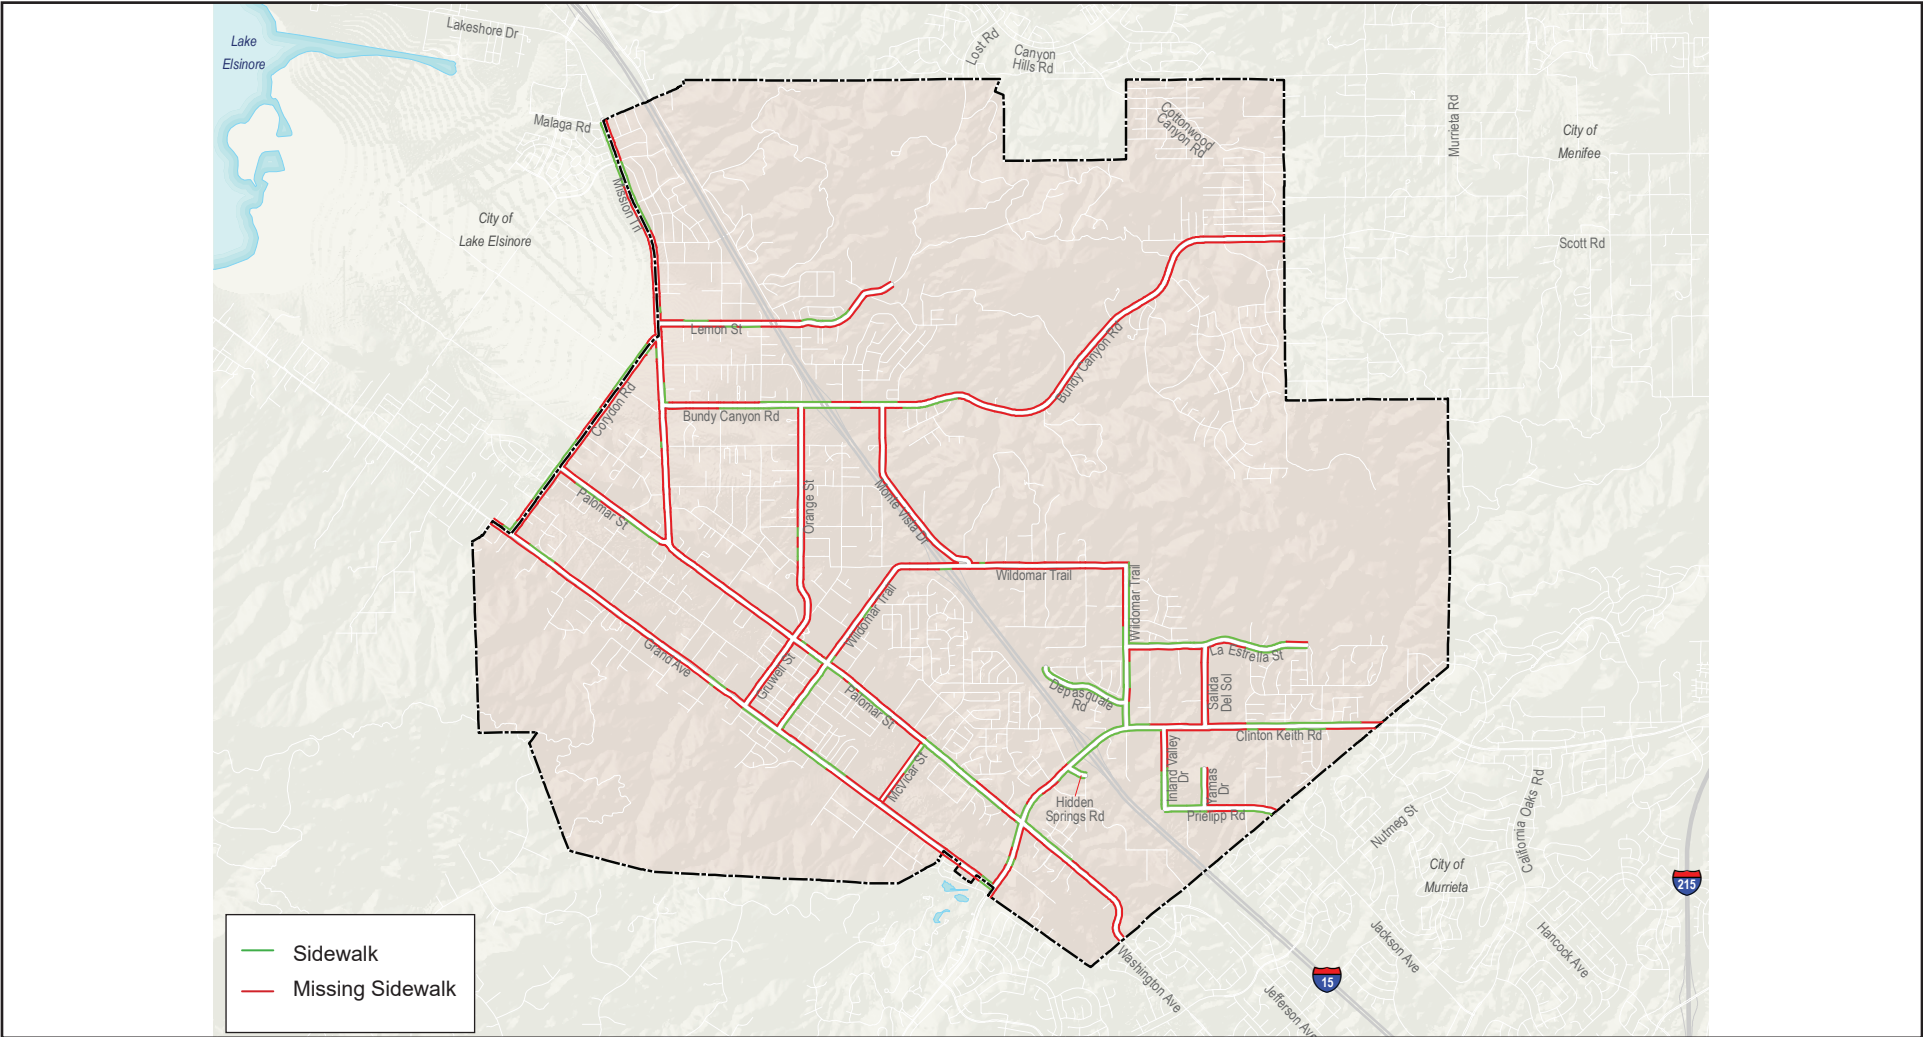 Lakeshore Dr
Lost Rd
Canyon
Hills Rd
Lake
Elsinore
Malaga Rd
Cottonwood
Canyon Rd
Murrieta Rd
City of
Menifee
Mission Trl
City of
Lake Elsinore
Scott Rd
Lemon St
Bundy Canyon Rd
Corydon Rd
Bundy Canyon Rd
Palomar St
Orange St
Monte Vista Dr
Wildomar Trail
Wildomar Trail
Wildomar Trail
Grand Ave
Gruwell St
La Estrella St
Depasquale
Rd
Salida
Del Sol
Palomar St
Clinton Keith Rd
McVicar St
Inland Valley
Dr
Yamas
Dr
Hidden
Springs Rd
Prielipp Rd
Nutmeg St
California Oaks Rd
City of
Murrieta
215
Sidewalk
Missing Sidewalk
Washington Ave
15
Jackson Ave
Hancock Ave
Jefferson Ave